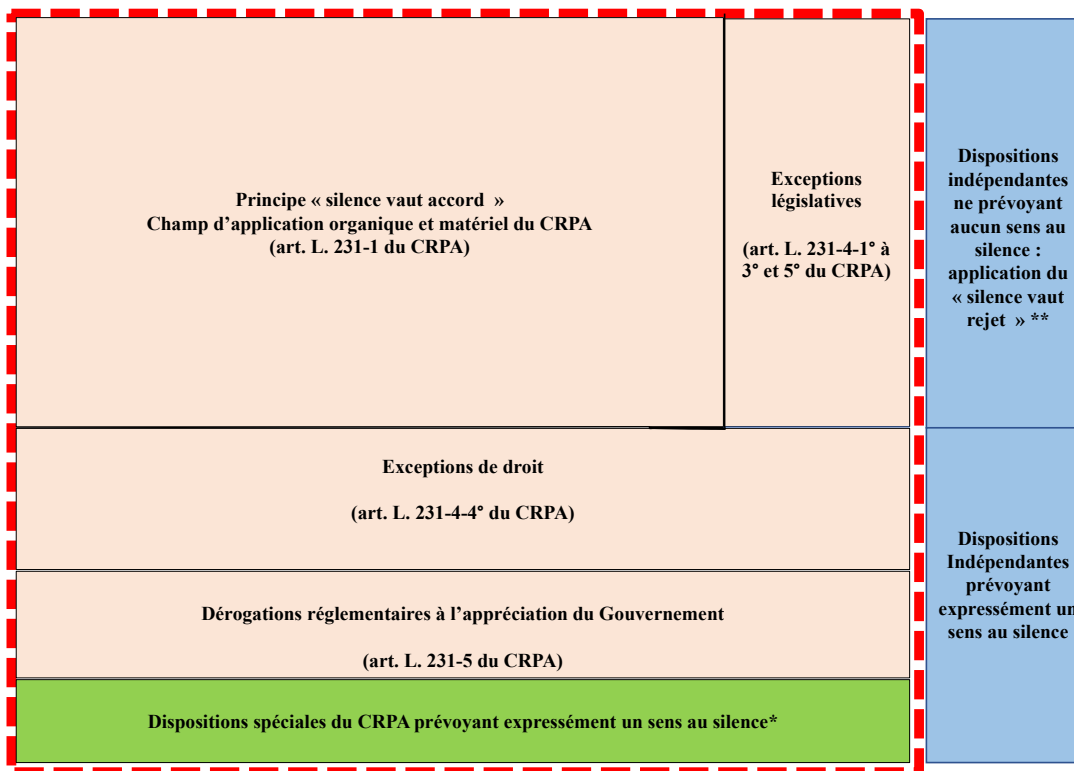 Principe « silence vaut accord  »
Champ d’application organique et matériel du CRPA
(art. L. 231-1 du CRPA)
Exceptions
législatives
(art. L. 231-4-1° à
3° et 5° du CRPA)
Dispositions
indépendantes
ne prévoyant
aucun sens au
silence :
application du
« silence vaut
rejet  » **
Exceptions de droit
(art. L. 231-4-4° du CRPA)
Dérogations réglementaires à l’appréciation du Gouvernement
(art. L. 231-5 du CRPA)
Dispositions spéciales du CRPA prévoyant expressément un sens au silence*
Dispositions
Indépendantes
prévoyant
expressément un
sens au silence